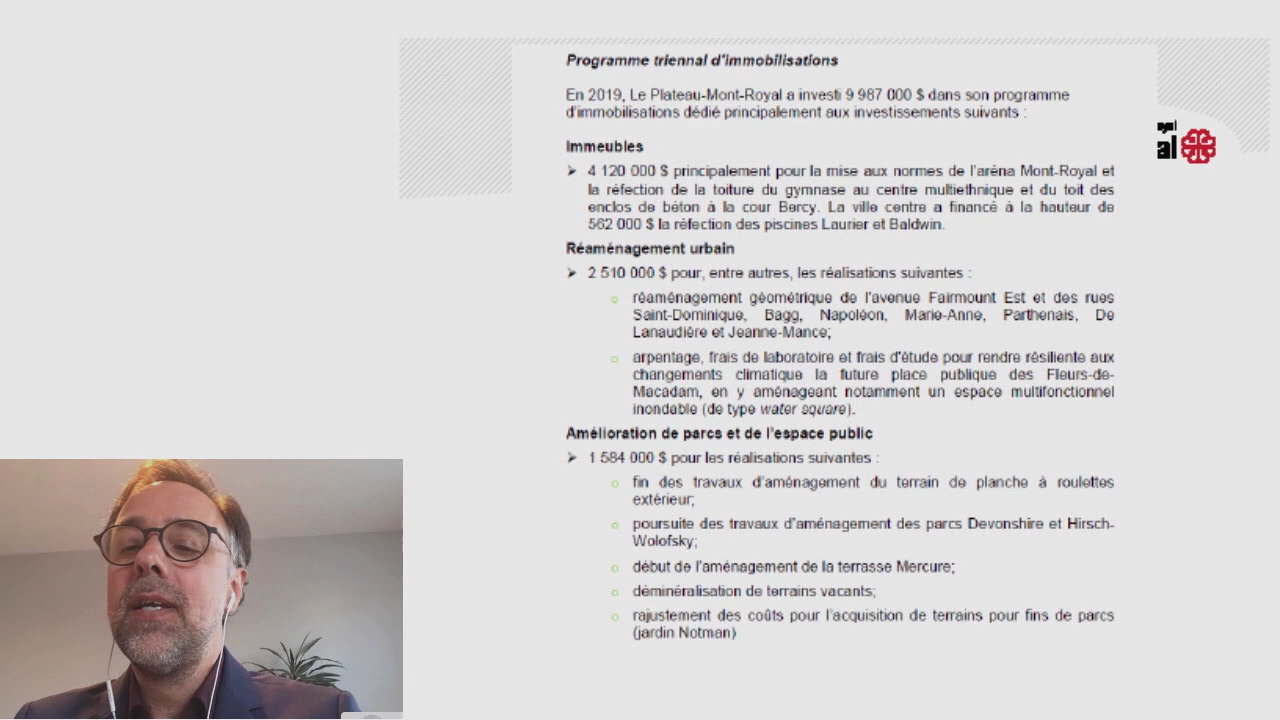 Programme triennal d'immobilisations
En 2019, Le Plateau-Mont-Royal a investi 9 987 000 $ dans son programme
d'immobilisations dédié principalement aux investissements suivants :
Immeubles
➢ 4 120 000 $ principalement pour la mise aux normes de l'aréna Mont-Royal et
la réfection de la toiture du gymnase au centre multiethnique et du toit des
enclos de béton à la cour Bercy. La ville centre a financé à la hauteur de
562 000 $ la réfection des piscines Laurier et Baldwin.
Réaménagement urbain
➢ 2 510 000 $ pour, entre autres, les réalisations suivantes :
o réaménagement géométrique de l'avenue Fairmount Est et des rues
Saint-Dominique, Bagg, Napoléon, Marie-Anne, Parthenais, De
Lanaudière et Jeanne-Mance;
o arpentage, frais de laboratoire et frais d'étude pour rendre résiliente aux
changements climatique la future place publique des Fleurs-de-
Macadam, en y aménageant notamment un espace multifonctionnel
inondable (de type water square).
Amélioration de parcs et de l'espace public
➢ 1 584 000 $ pour les réalisations suivantes :
o fin des travaux d'aménagement du terrain de planche à roulettes
extérieur;
o poursuite des travaux d'aménagement des parcs Devonshire et Hirsch-
Wolofsky;
o début de l'aménagement de la terrasse Mercure;
o déminéralisation de terrains vacants;
o rajustement des coûts pour l'acquisition de terrains pour fins de parcs
(jardin Notman)
al